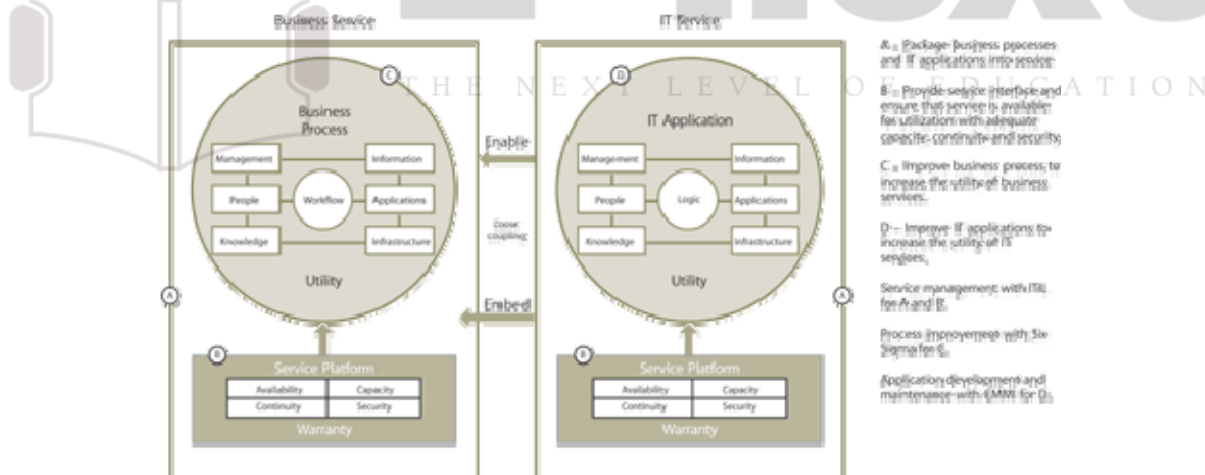 Business Service
IT Service
THE NEXT LEVEL OF EDUCATION
C
Business
Process
Management
Information
People
Workflow
Applications
Knowledge
Infrastructure
Utility
A
B
Service Platform
Availability
Capacity
Continuity
Security
Warranty
Enable
Loose
coupling
Embed
D
IT Application
Management
Information
People
Logic
Applications
Knowledge
Infrastructure
Utility
A
B
Service Platform
Availability
Capacity
Continuity
Security
Warranty
A – Package business processes
and IT applications into service
B – Provide service interface and
ensure that service is available
for utilization with adequate
capacity, continuity and security
C – Improve business process to
increase the utility of business
services.
D – Improve IT applications to
increase the utility of IT
services.
Service management with ITIL
for A and B.
Process improvement with Six
Sigma for C.
Application development and
maintenance with CMMI for D.